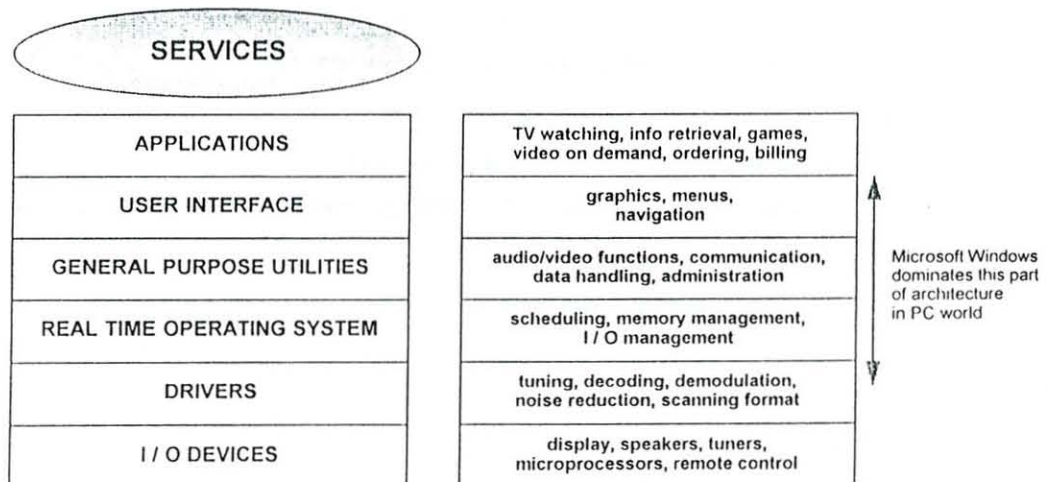 SERVICES
APPLICATIONS
TV watching, info retrieval, games,
video on demand, ordering, billing
USER INTERFACE
graphics, menus,
navigation
GENERAL PURPOSE UTILITIES
audio/video functions, communication,
data handling, administration
REAL TIME OPERATING SYSTEM
scheduling, memory management,
I / O management
DRIVERS
tuning, decoding, demodulation,
noise reduction, scanning format
I / O DEVICES
display, speakers, tuners,
microprocessors, remote control
Microsoft Windows
dominates this part
of architecture
in PC world